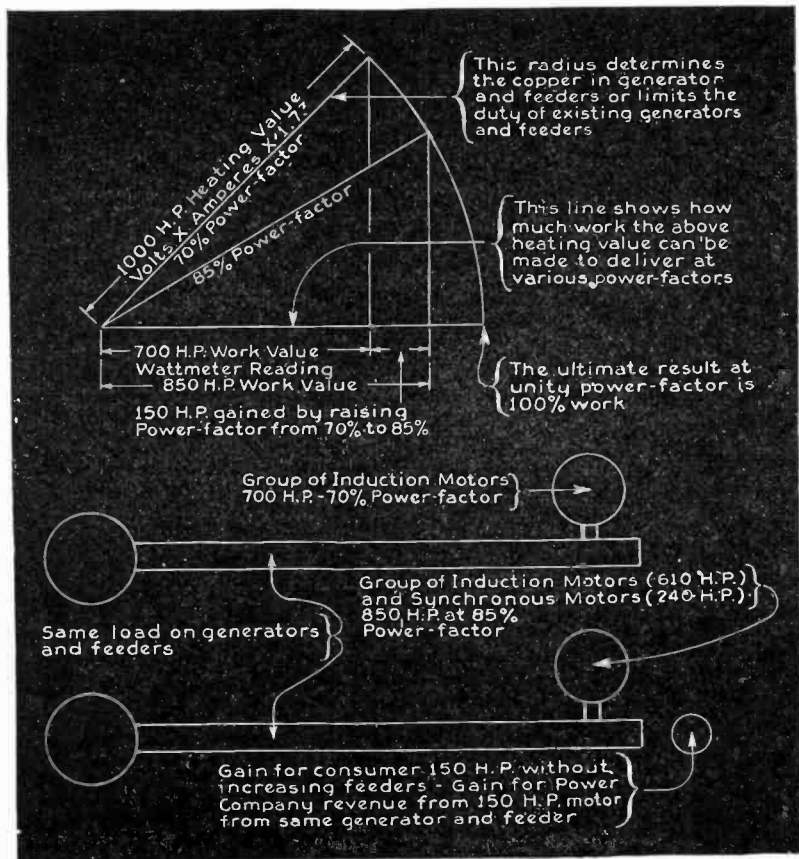 This radius determines
the copper in generator
and feeders or limits the
duty of existing generators
and feeders
1000 H.P. Heating Value
Volts X Amperes X 1.73
70% Power-factor
85% Power-factor
This line shows how
much work the above
heating value can be
made to deliver at
various power-factors
700 H.P. Work Value
Wattmeter Reading
850 H.P. Work Value
150 H.P. gained by raising
Power-factor from 70% to 85%
The ultimate result at
unity power-factor is
100% work
Group of Induction Motors
700 H.P. - 70% Power-factor
Group of Induction Motors (610 H.P.)
and Synchronous Motors (240 H.P.)
850 H.P. at 85%
Power-factor
Same load on generators
and feeders
Gain for consumer 150 H.P. without
increasing feeders - Gain for Power
Company revenue from 150 H.P. motor
from same generator and feeder